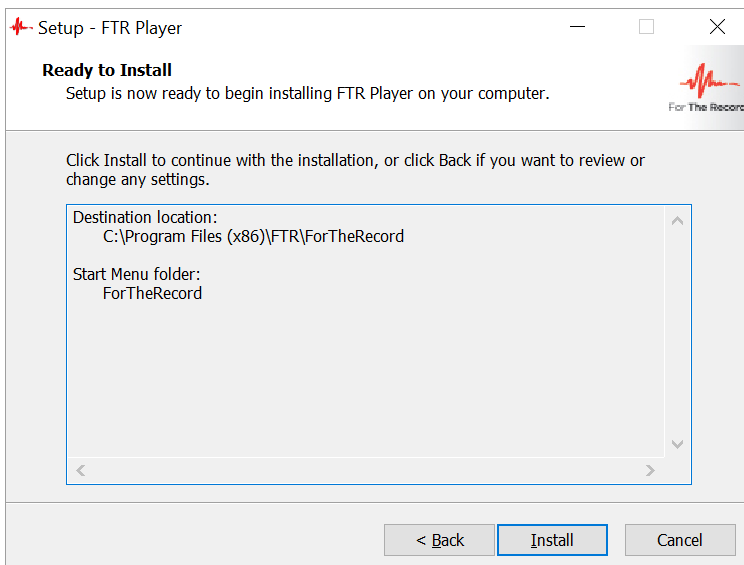 Setup - FTR Player
Ready to Install
Setup is now ready to begin installing FTR Player on your computer.
For The Record
Click Install to continue with the installation, or click Back if you want to review or
change any settings.
Destination location:
C:\Program Files (x86)\FTR\ForTheRecord
Start Menu folder:
ForTheRecord
< Back
Install
Cancel